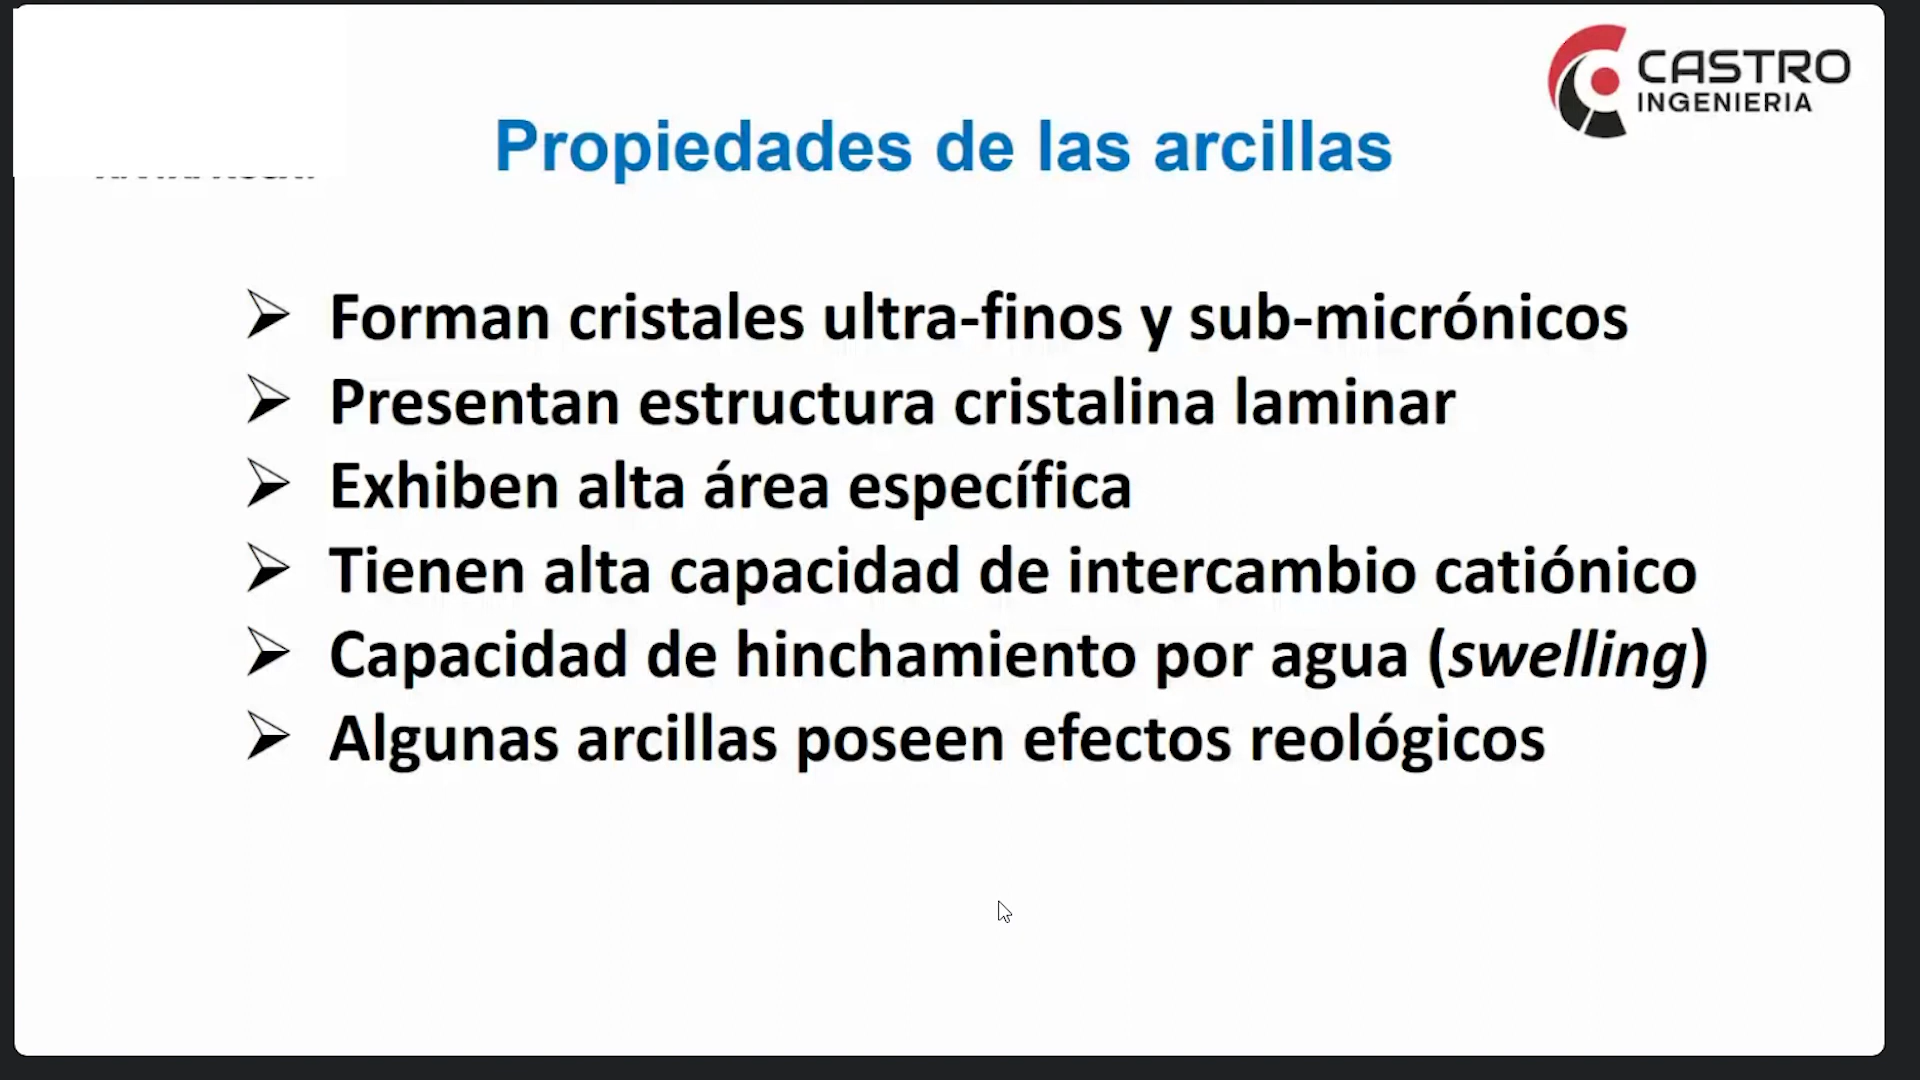 CASTRO
INGENIERIA
Propiedades de las arcillas
Forman cristales ultra-finos y sub-micrónicos
Presentan estructura cristalina laminar
Exhiben alta área específica
Tienen alta capacidad de intercambio catiónico
Capacidad de hinchamiento por agua (swelling)
Algunas arcillas poseen efectos reológicos